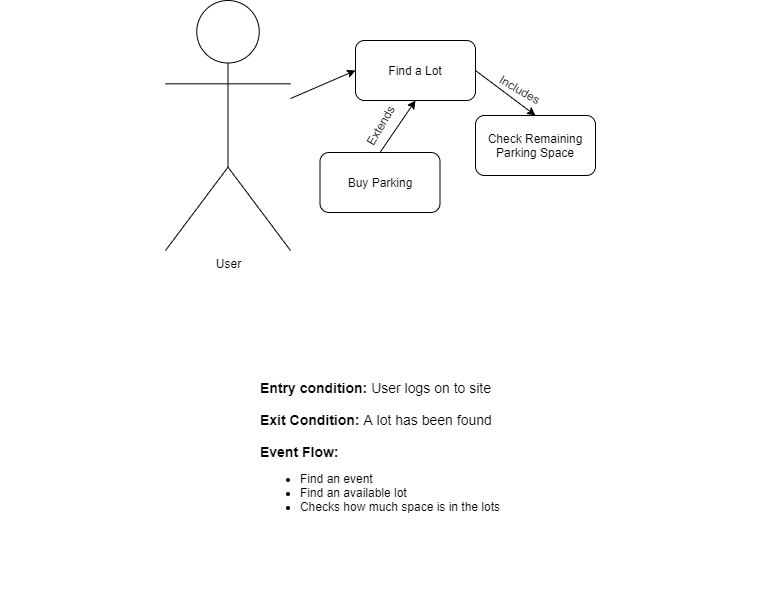 Find a Lot
Includes
Extends
Check Remaining
Parking Space
Buy Parking
User
Entry condition: User logs on to site
Exit Condition: A lot has been found
Event Flow:
• Find an event
• Find an available lot
• Checks how much space is in the lots